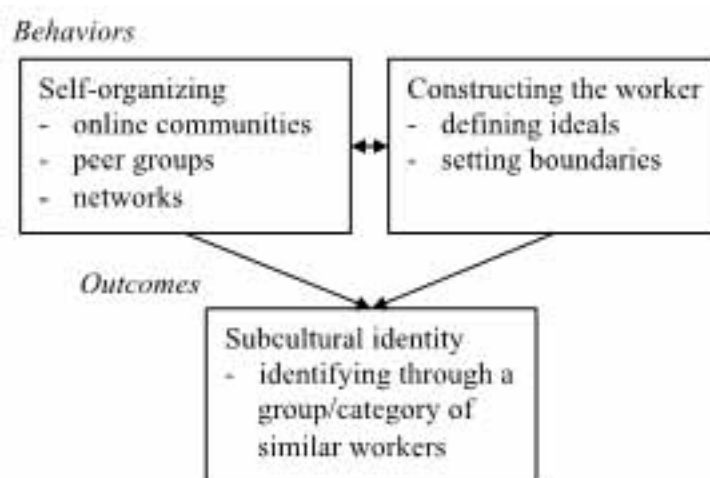 Behaviors
Self-organizing
- online communities
- peer groups
- networks
Constructing the worker
- defining ideals
- setting boundaries
Outcomes
Subcultural identity
- identifying through a
group/category of
similar workers